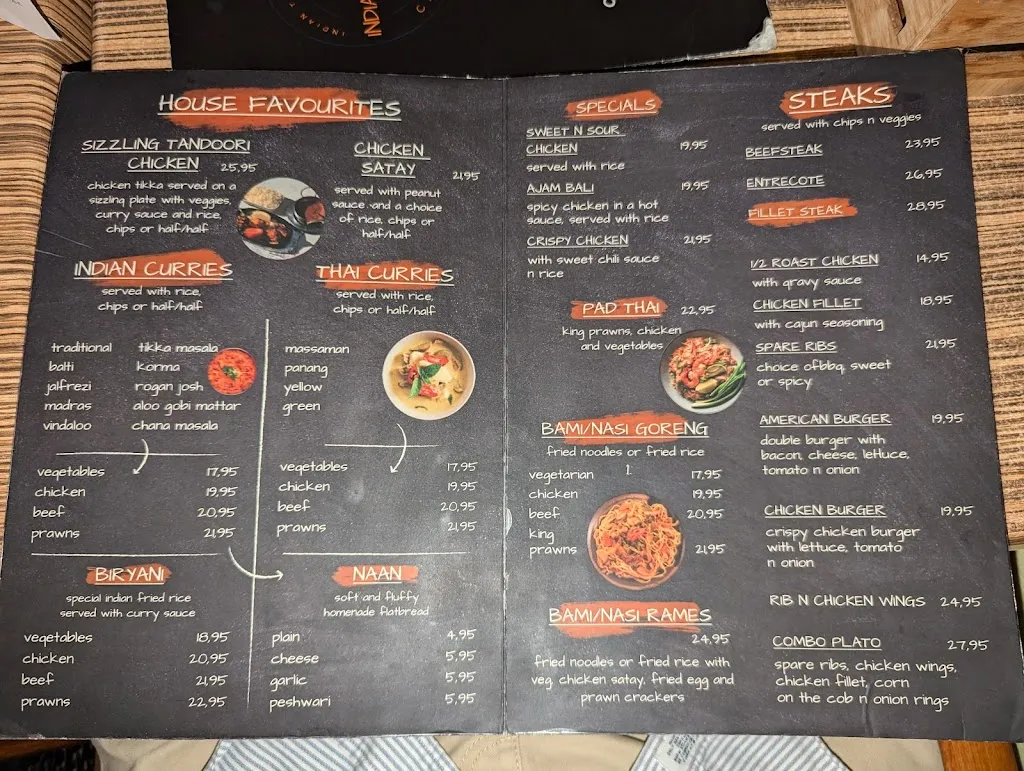 INDIAN
HOUSE FAVOURITES
SIZZLING TANDOORI
CHICKEN 25,95
chicken tikka served on a
sizzling plate with veggies,
curry sauce and rice,
chips or half/half
CHICKEN
SATAY 21,95
served with peanut
sauce and a choice
of rice, chips or
half/half
INDIAN CURRIES
served with rice,
chips or half/half
traditional tikka masala
balti korma
jalfrezi rogan josh
madras aloo gobi mattar
vindaloo chana masala
vegetables 17,95
chicken 19,95
beef 20,95
prawns 21,95
THAI CURRIES
served with rice,
chips or half/half
massaman
panang
yellow
green
vegetables 17,95
chicken 19,95
beef 20,95
prawns 21,95
BIRYANI
special indian fried rice
served with curry sauce
vegetables 18,95
chicken 20,95
beef 21,95
prawns 22,95
NAAN
soft and fluffy
homenade flatbread
plain 4,95
cheese 5,95
garlic 5,95
peshwari 5,95
SPECIALS
SWEET N SOUR
CHICKEN 19,95
served with rice
AJAM BALI 19,95
spicy chicken in a hot
sauce, served with rice
CRISPY CHICKEN 21,95
with sweet chili sauce
n rice
PAD THAI 22,95
king prawns, chicken
and vegetables
BAMI/NASI GORENG
fried noodles or fried rice
vegetarian 17,95
chicken 19,95
beef 20,95
king
prawns 21,95
BAMI/NASI RAMES
24,95
fried noodles or fried rice with
veg, chicken satay, fried egg and
prawn crackers
STEAKS
served with chips n veggies
BEEFSTEAK 23,95
ENTRECOTE 26,95
FILLET STEAK 28,95
1/2 ROAST CHICKEN 14,95
with gravy sauce
CHICKEN FILLET 18,95
with cajun seasoning
SPARE RIBS 21,95
choice ofbbq, sweet
or spicy
AMERICAN BURGER 19,95
double burger with
bacon, cheese, lettuce,
tomato n onion
CHICKEN BURGER 19,95
crispy chicken burger
with lettuce, tomato
n onion
RIB N CHICKEN WINGS 24,95
COMBO PLATO 27,95
spare ribs, chicken wings,
chicken fillet, corn
on the cob n onion rings